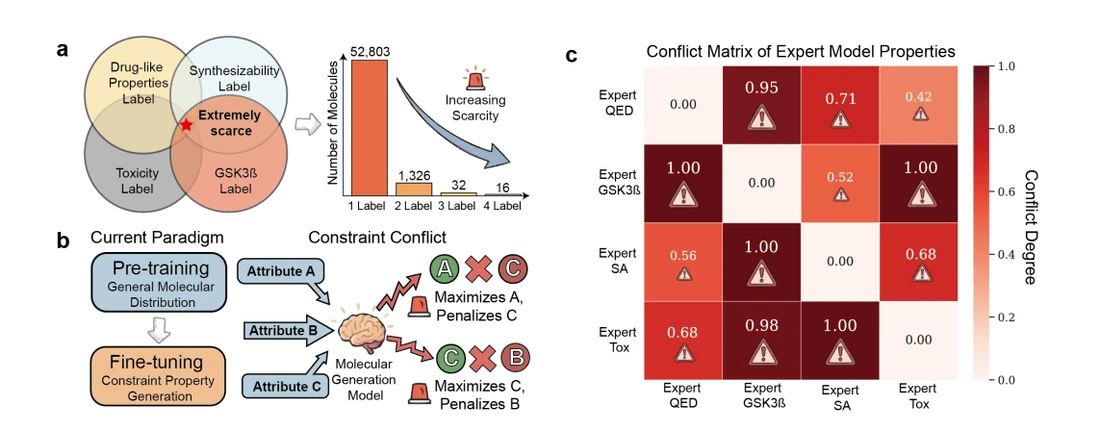 a
Drug-like
Properties
Label
Synthesizability
Label
Extremely
scarce
Toxicity
Label
GSK3ß
Label
Number of Molecules
52,803
1,326
32
16
Increasing
Scarcity
1 Label
2 Label
3 Label
4 Label
b
Current Paradigm
Pre-training
General Molecular
Distribution
Fine-tuning
Constraint Property
Generation
Constraint Conflict
Attribute A
Attribute B
Attribute C
Molecular
Generation
Model
A
C
Maximizes A,
Penalizes C
C
B
Maximizes C,
Penalizes B
c
Conflict Matrix of Expert Model Properties
Expert
QED
0.00
0.95
0.71
0.42
Expert
GSK3ß
1.00
0.00
0.52
1.00
Expert
SA
0.56
1.00
0.00
0.68
Expert
Tox
0.68
0.98
1.00
0.00
Expert
QED
Expert
GSK3ß
Expert
SA
Expert
Tox
1.0
0.8
0.6
0.4
0.2
0.0
Conflict Degree